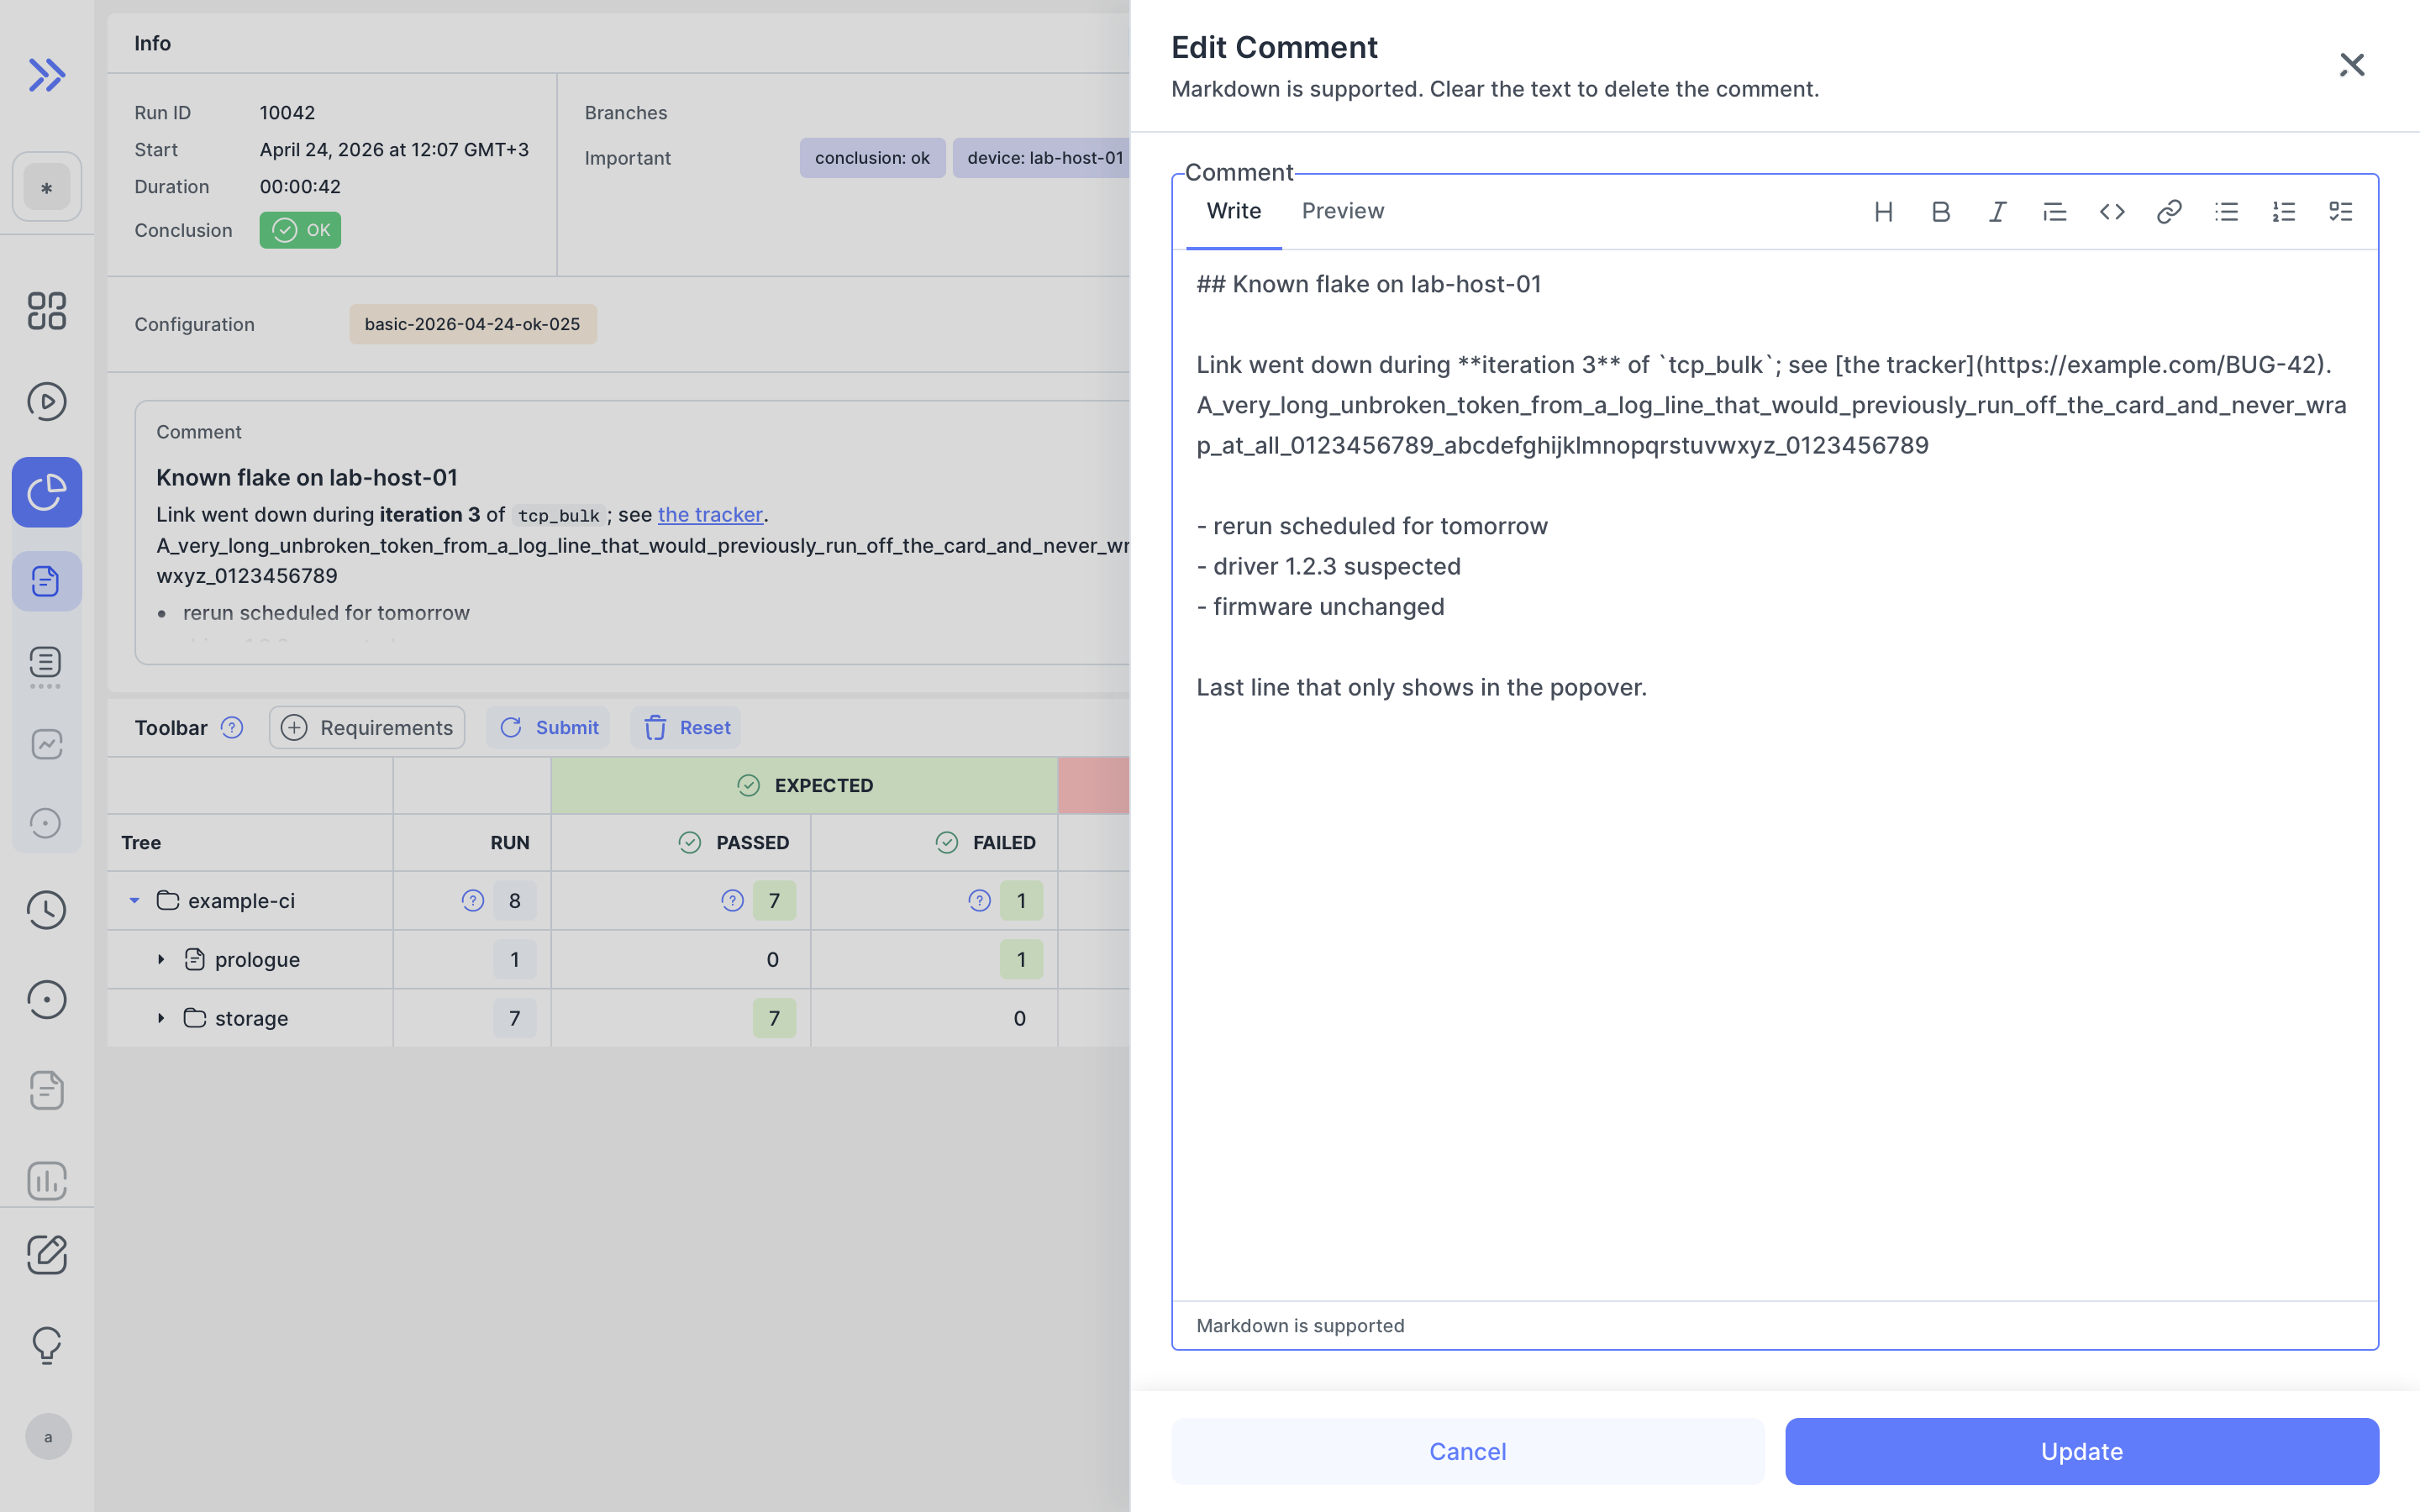 Info
Run ID 10042
Start April 24, 2026 at 12:07 GMT+3
Duration 00:00:42
Conclusion OK
Branches
Important conclusion: ok device: lab-host-01
Configuration basic-2026-04-24-ok-025
Comment
Known flake on lab-host-01
Link went down during iteration 3 of tcp_bulk; see the tracker.
A_very_long_unbroken_token_from_a_log_line_that_would_previously_run_off_the_card_and_never_wr
wxyz_0123456789
• rerun scheduled for tomorrow
Toolbar ? Requirements Submit Reset
EXPECTED
Tree RUN PASSED FAILED
example-ci ? 8 ? 7 ? 1
prologue 1 0 1
storage 7 7 0
*
a
Edit Comment
Markdown is supported. Clear the text to delete the comment.
Comment
Write Preview
## Known flake on lab-host-01
Link went down during **iteration 3** of `tcp_bulk`; see [the tracker](https://example.com/BUG-42).
A_very_long_unbroken_token_from_a_log_line_that_would_previously_run_off_the_card_and_never_wra
p_at_all_0123456789_abcdefghijklmnopqrstuvwxyz_0123456789
- rerun scheduled for tomorrow
- driver 1.2.3 suspected
- firmware unchanged
Last line that only shows in the popover.
Markdown is supported
Cancel Update